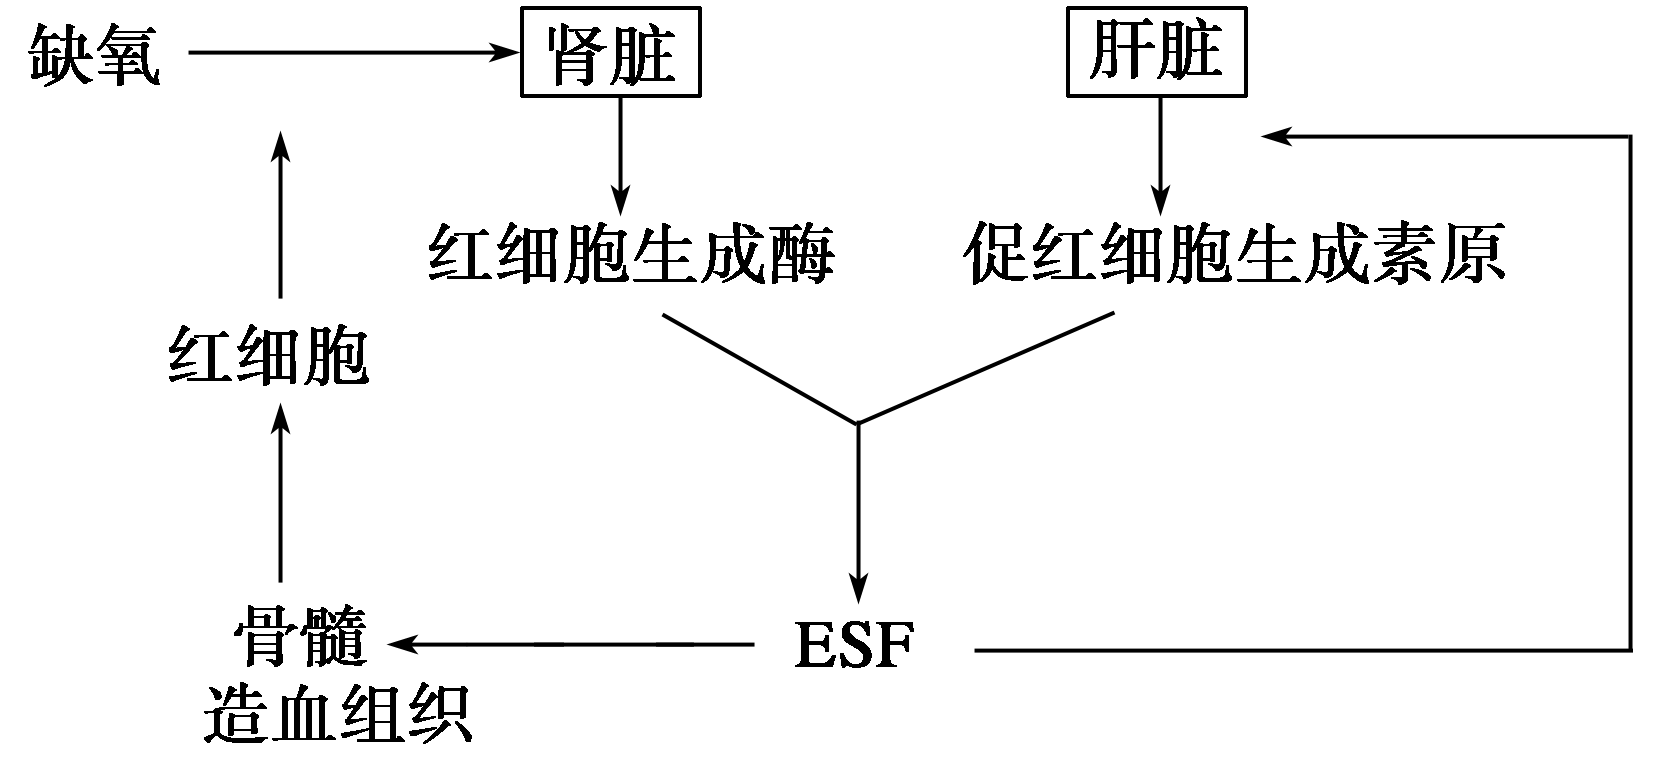 缺氧
肾脏
肝脏
红细胞生成酶
促红细胞生成素原
红细胞
骨髓
造血组织
ESF